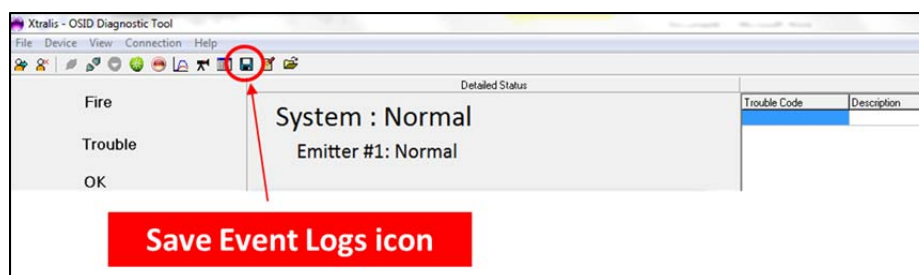 Xtralis - OSID Diagnostic Tool
File Device View Connection Help
Detailed Status
Fire
Trouble
OK
System : Normal
Emitter #1: Normal
Trouble Code
Description
Save Event Logs icon